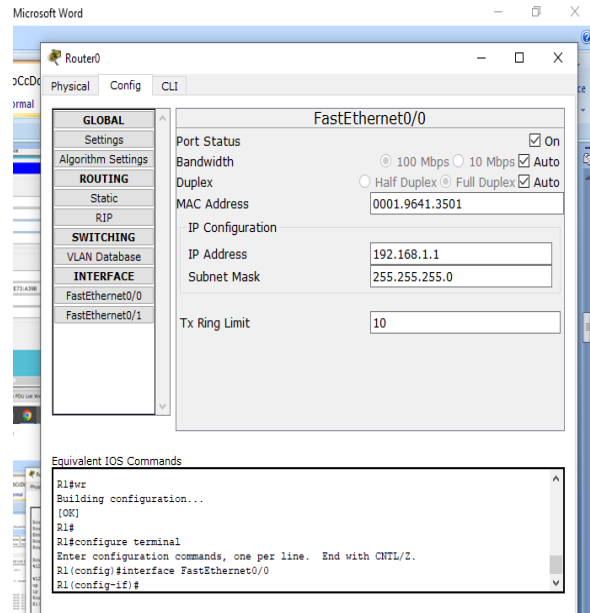 Microsoft Word
Router0
Physical Config CLI
GLOBAL
Settings
Algorithm Settings
ROUTING
Static
RIP
SWITCHING
VLAN Database
INTERFACE
FastEthernet0/0
FastEthernet0/1
FastEthernet0/0
Port Status On
Bandwidth 100 Mbps 10 Mbps Auto
Duplex Half Duplex Full Duplex Auto
MAC Address 0001.9641.3501
IP Configuration
IP Address 192.168.1.1
Subnet Mask 255.255.255.0
Tx Ring Limit 10
Equivalent IOS Commands
R1#wr
Building configuration...
[OK]
R1#
R1#configure terminal
Enter configuration commands, one per line. End with CNTL/Z.
R1(config)#interface FastEthernet0/0
R1(config-if)#